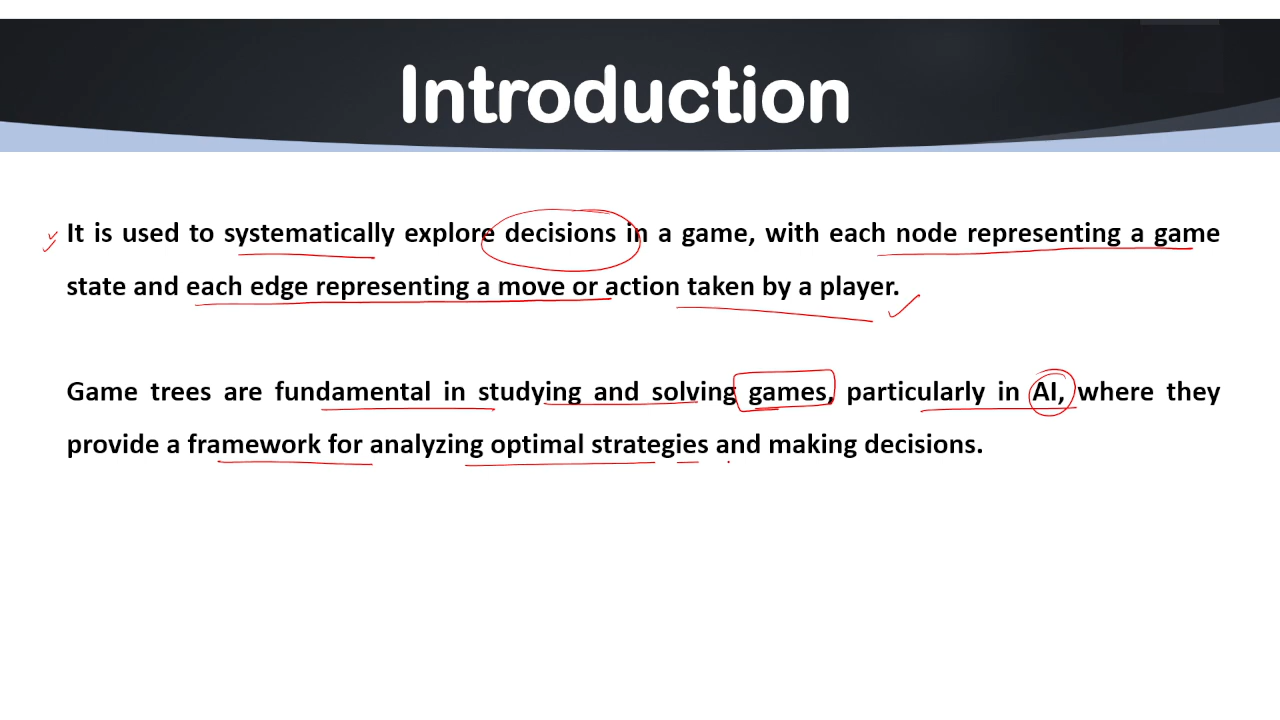 Introduction
It is used to systematically explore decisions in a game, with each node representing a game
state and each edge representing a move or action taken by a player.
Game trees are fundamental in studying and solving games, particularly in AI, where they
provide a framework for analyzing optimal strategies and making decisions.